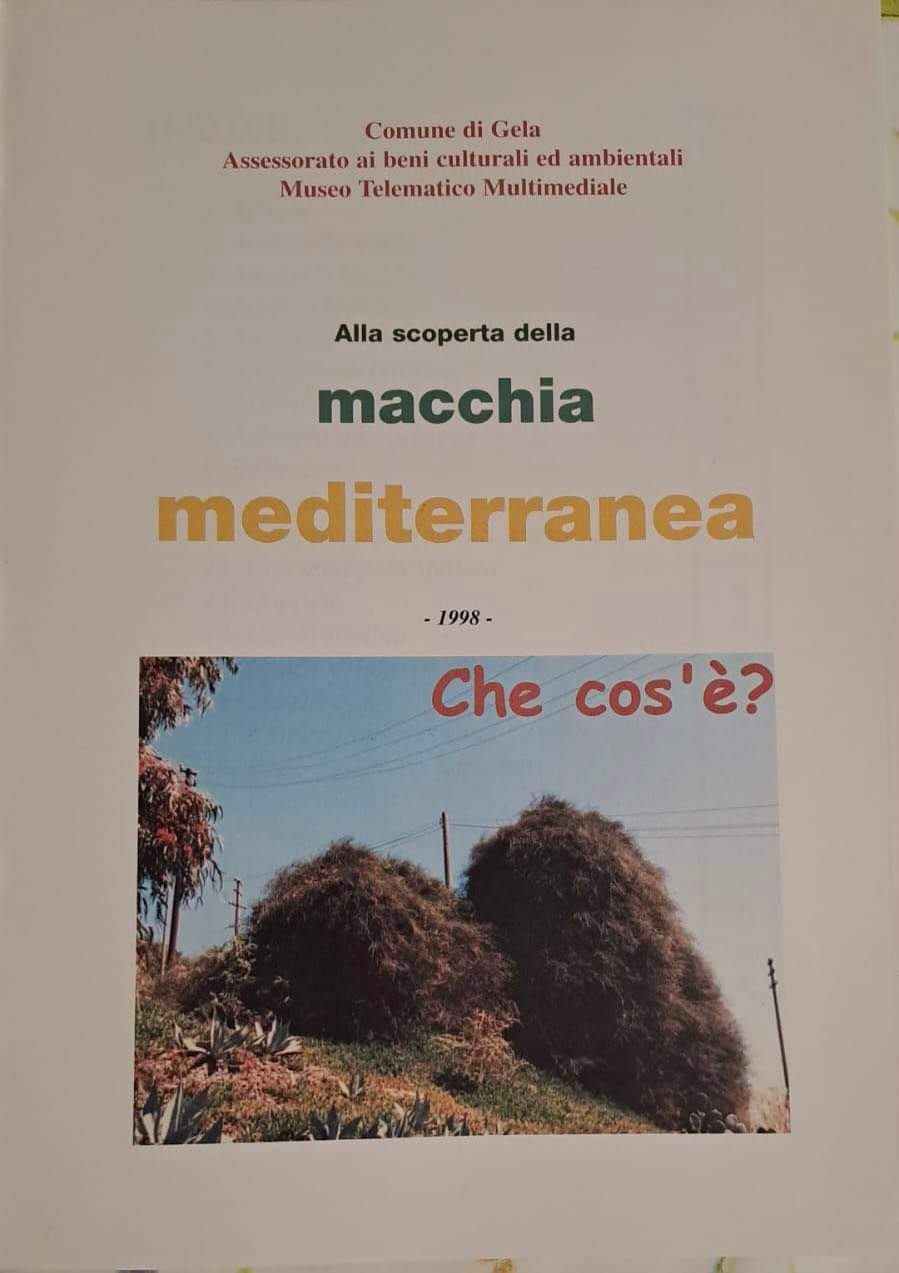 Comune di Gela
Assessorato ai beni culturali ed ambientali
Museo Telematico Multimediale
Alla scoperta della
macchia
mediterranea
- 1998 -
Che cos'è?